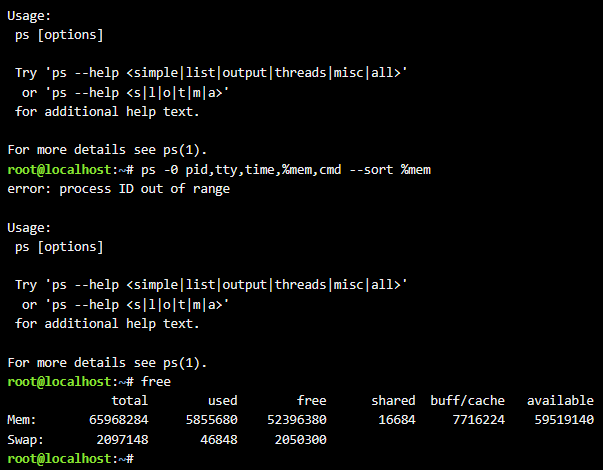 Usage:
ps [options]
Try 'ps --help <simple|list|output|threads|misc|all>'
or 'ps --help <s|l|o|t|m|a>'
for additional help text.
For more details see ps(1).
root@localhost:~# ps -0 pid,tty,time,%mem,cmd --sort %mem
error: process ID out of range
Usage:
ps [options]
Try 'ps --help <simple|list|output|threads|misc|all>'
or 'ps --help <s|l|o|t|m|a>'
for additional help text.
For more details see ps(1).
root@localhost:~# free
total used free shared buff/cache available
Mem: 65968284 5855680 52396380 16684 7716224 59519140
Swap: 2097148 46848 2050300
root@localhost:~#